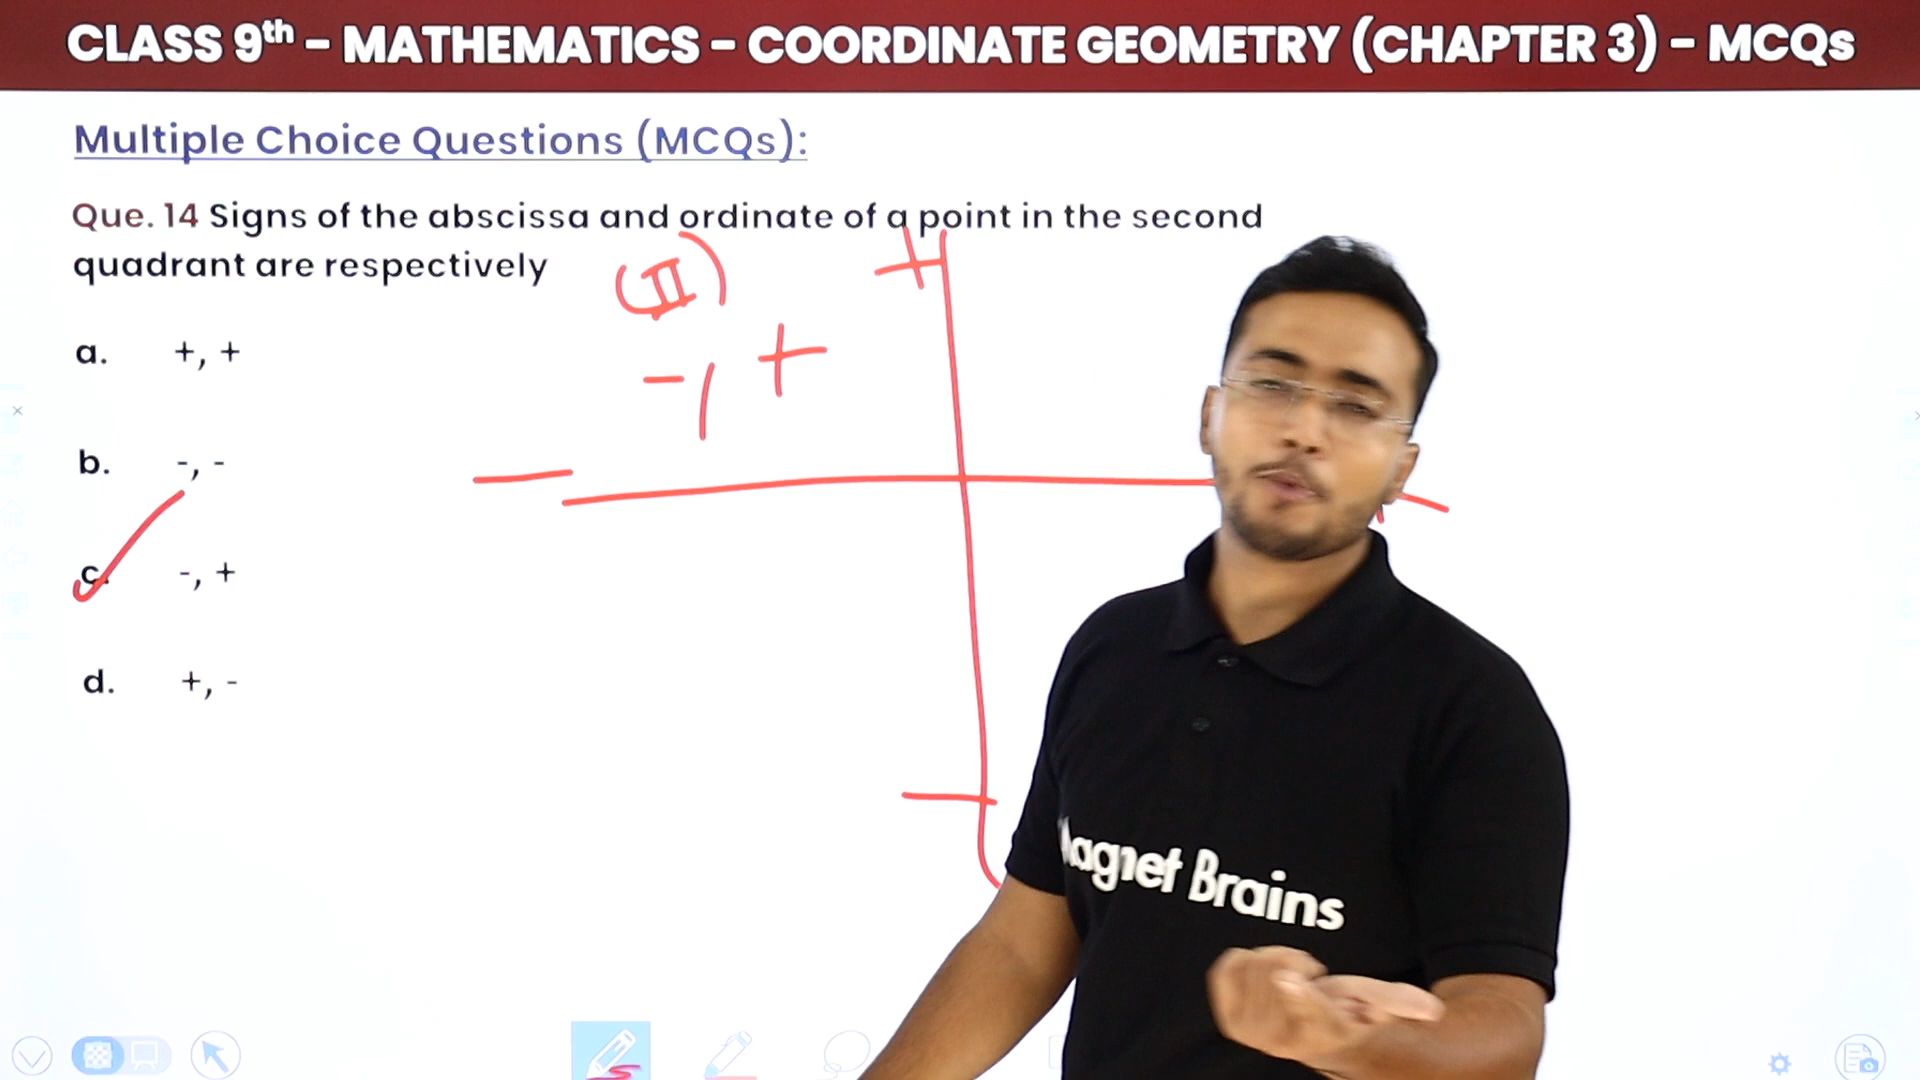 CLASS 9th – MATHEMATICS – COORDINATE GEOMETRY (CHAPTER 3) – MCQs
Multiple Choice Questions (MCQs):
Que. 14 Signs of the abscissa and ordinate of a point in the second
quadrant are respectively
(II)
-, +
+
a. +, +
b. -, -
c. -, +
d. +, -
agnet Brains